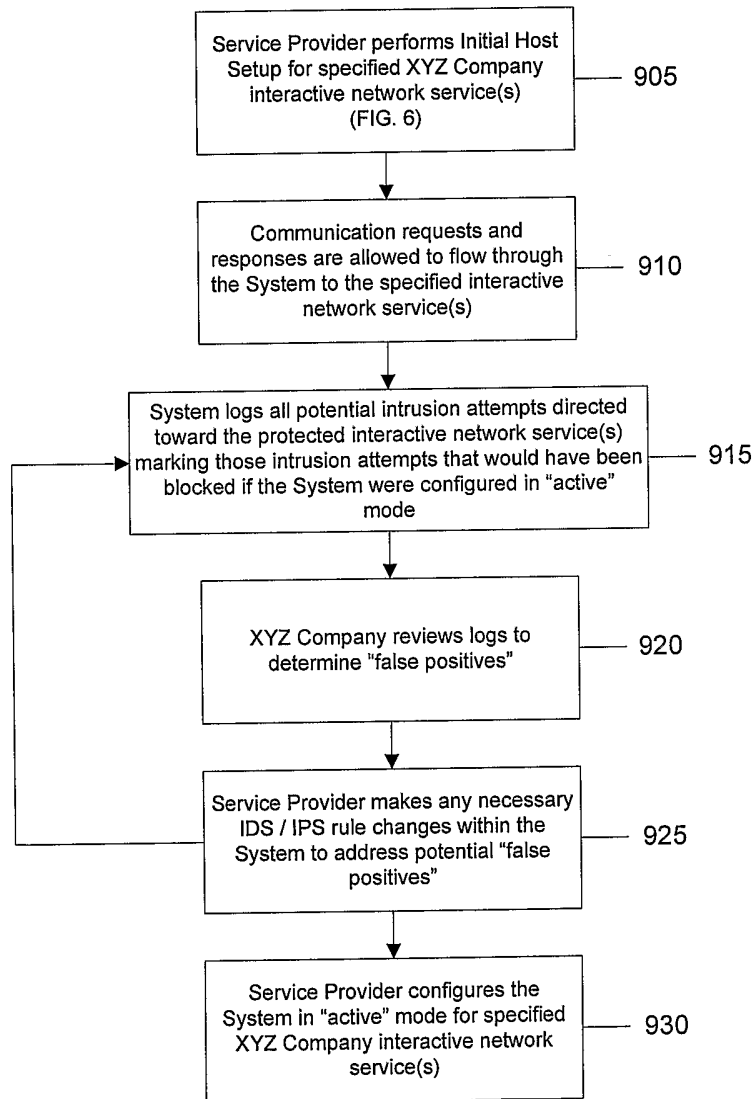 Service Provider performs Initial Host
Setup for specified XYZ Company
interactive network service(s)
(FIG. 6)
905
Communication requests and
responses are allowed to flow through
the System to the specified interactive
network service(s)
910
System logs all potential intrusion attempts directed
toward the protected interactive network service(s)
marking those intrusion attempts that would have been
blocked if the System were configured in “active”
mode
915
XYZ Company reviews logs to
determine “false positives”
920
Service Provider makes any necessary
IDS / IPS rule changes within the
System to address potential “false
positives”
925
Service Provider configures the
System in “active” mode for specified
XYZ Company interactive network
service(s)
930